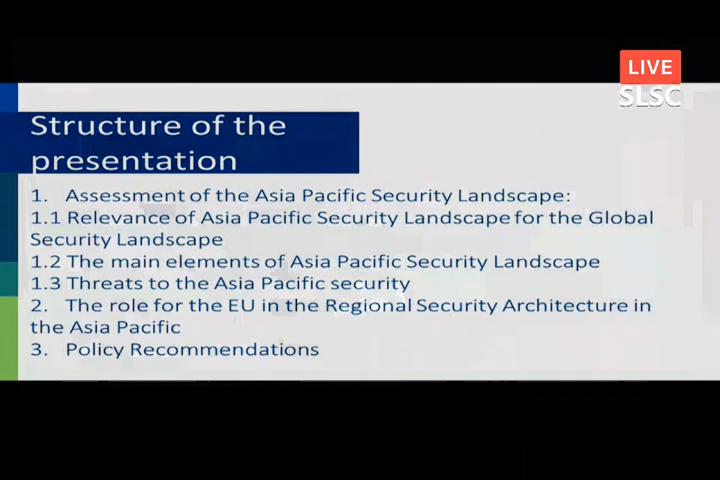 LIVE
SLSC
Structure of the
presentation
1. Assessment of the Asia Pacific Security Landscape:
1.1 Relevance of Asia Pacific Security Landscape for the Global
Security Landscape
1.2 The main elements of Asia Pacific Security Landscape
1.3 Threats to the Asia Pacific security
2. The role for the EU in the Regional Security Architecture in
the Asia Pacific
3. Policy Recommendations